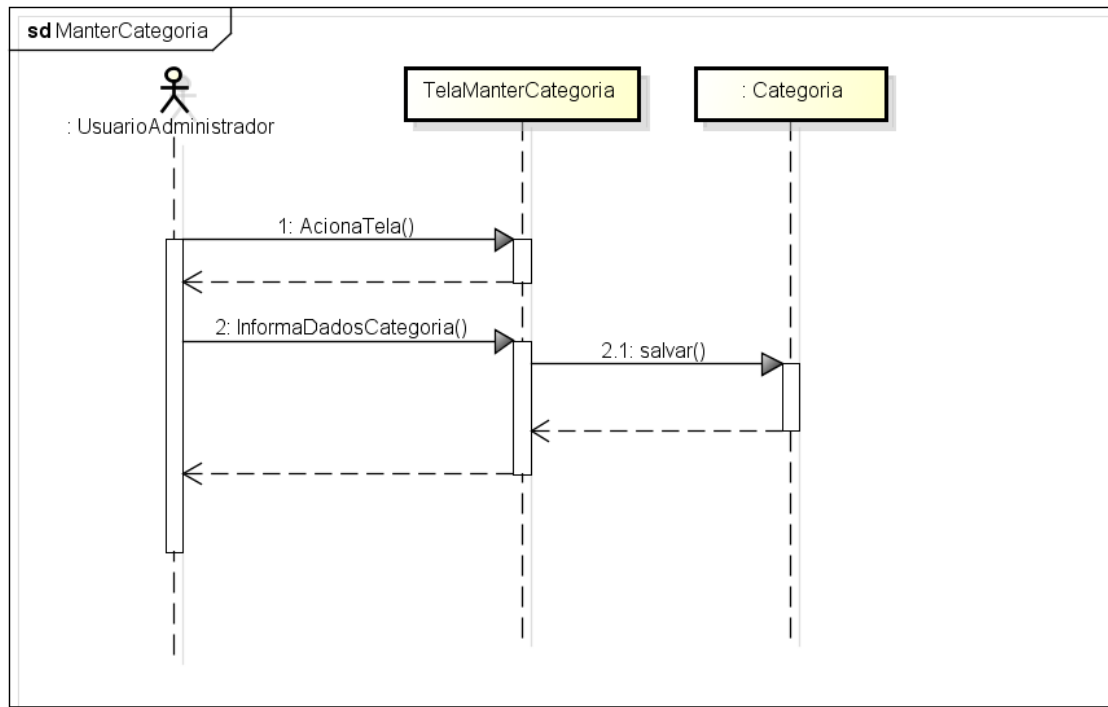 sd ManterCategoria
: UsuarioAdministrador
TelaManterCategoria
: Categoria
1: AcionaTela()
2: InformaDadosCategoria()
2.1: salvar()